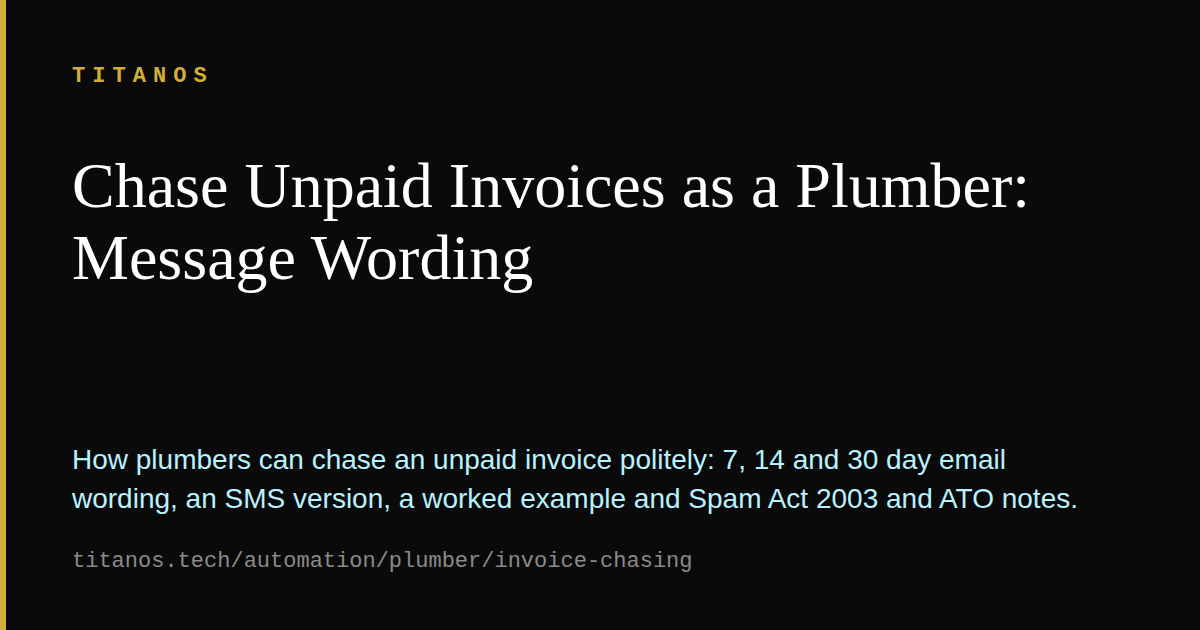 TITANOS
Chase Unpaid Invoices as a Plumber:
Message Wording
How plumbers can chase an unpaid invoice politely: 7, 14 and 30 day email
wording, an SMS version, a worked example and Spam Act 2003 and ATO notes.
titanos.tech/automation/plumber/invoice-chasing